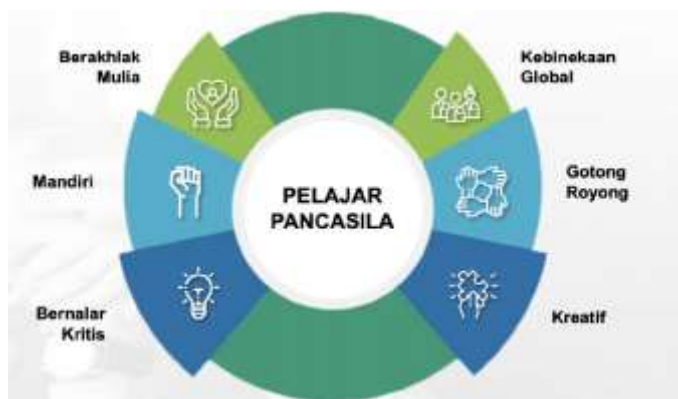 Berakhlak
Mulia
Kebinekaan
Global
Mandiri
PELAJAR
PANCASILA
Gotong
Royong
Bernalar
Kritis
Kreatif